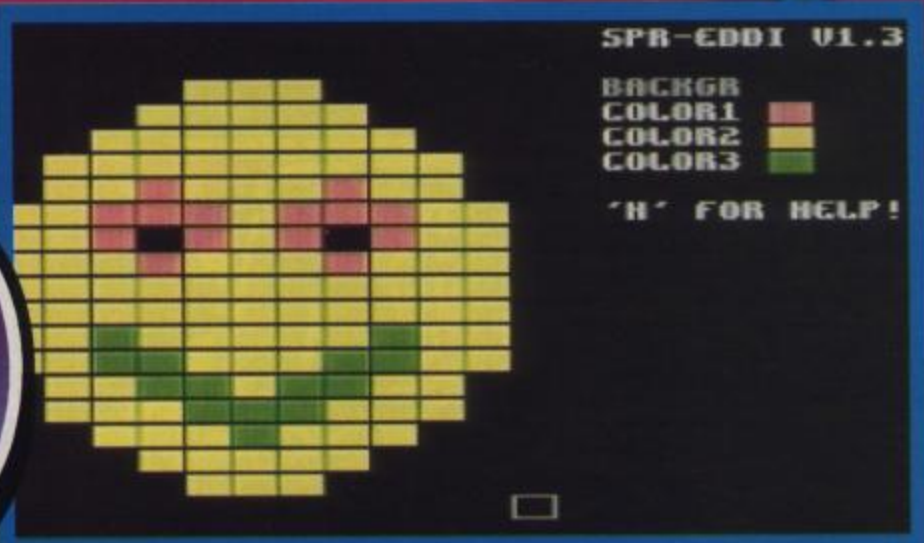 SPR-EDDI V1.3
BACKGR
COLOR1
COLOR2
COLOR3
'H' FOR HELP!